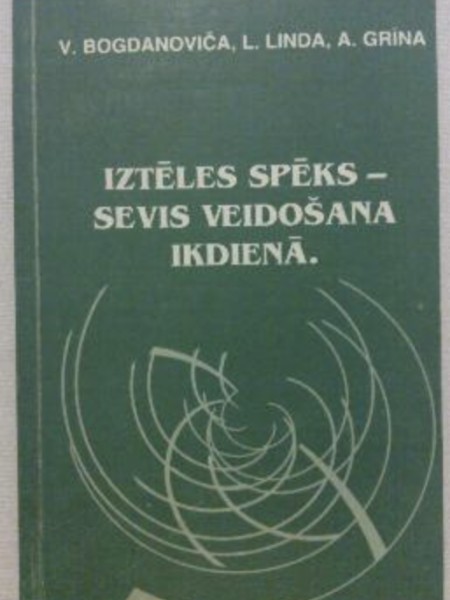 V. BOGDANOVIČA, L. LINDA, A. GRĪNA
IZTĒLES SPĒKS –
SEVIS VEIDOŠANA
IKDIENĀ.